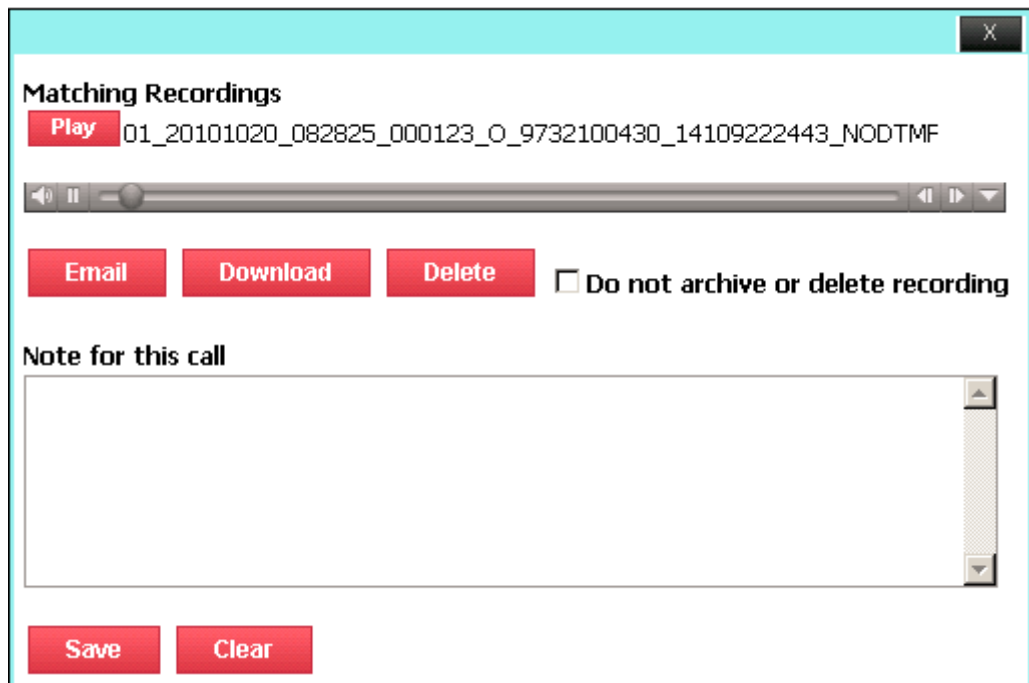 X
Matching Recordings
Play 01_20101020_082825_000123_O_9732100430_14109222443_NODTMF
Email Download Delete Do not archive or delete recording
Note for this call
Save Clear